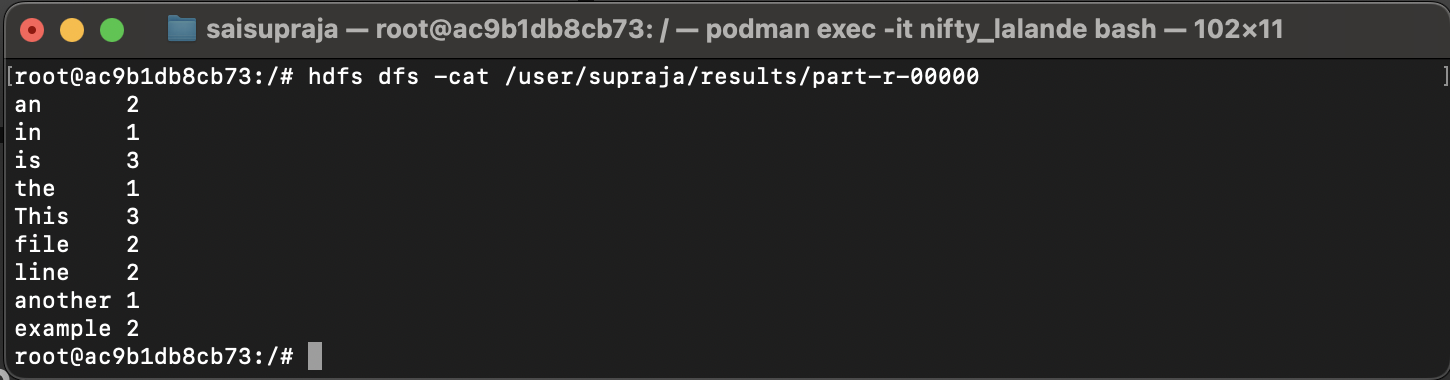 saisupraja — root@ac9b1db8cb73: / — podman exec -it nifty_lalande bash — 102×11
[root@ac9b1db8cb73:/# hdfs dfs -cat /user/supraja/results/part-r-00000 ]
an 2
in 1
is 3
the 1
This 3
file 2
line 2
another 1
example 2
root@ac9b1db8cb73:/#